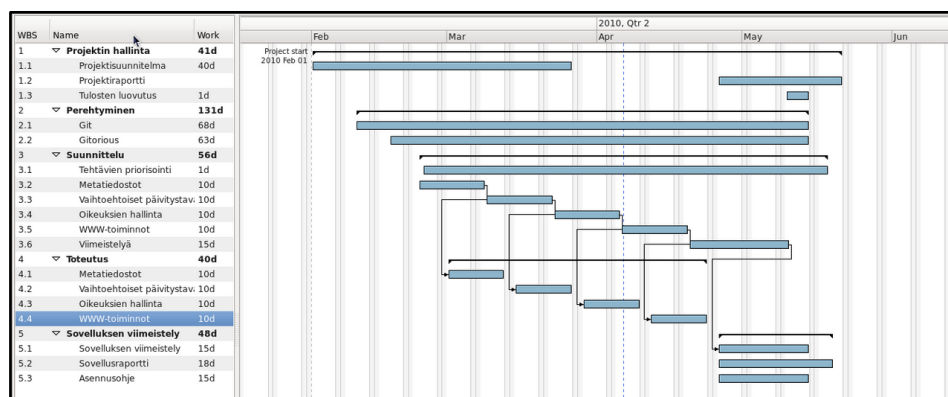 2010, Qtr 2
WBS Name Work
Feb Mar Apr May Jun
Project start
2010 Feb 01
1 Projektin hallinta 41d
1.1 Projektisuunnitelma 40d
1.2 Projektiraportti
1.3 Tulosten luovutus 1d
2 Perehtyminen 131d
2.1 Git 68d
2.2 Gitorious 63d
3 Suunnittelu 56d
3.1 Tehtävien priorisointi 1d
3.2 Metatiedostot 10d
3.3 Vaihtoehtoiset päivitystava 10d
3.4 Oikeuksien hallinta 10d
3.5 WWW-toiminnot 10d
3.6 Viimeistelyä 15d
4 Toteutus 40d
4.1 Metatiedostot 10d
4.2 Vaihtoehtoiset päivitystava 10d
4.3 Oikeuksien hallinta 10d
4.4 WWW-toiminnot 10d
5 Sovelluksen viimeistely 48d
5.1 Sovelluksen viimeistely 15d
5.2 Sovellusraportti 18d
5.3 Asennusohje 15d